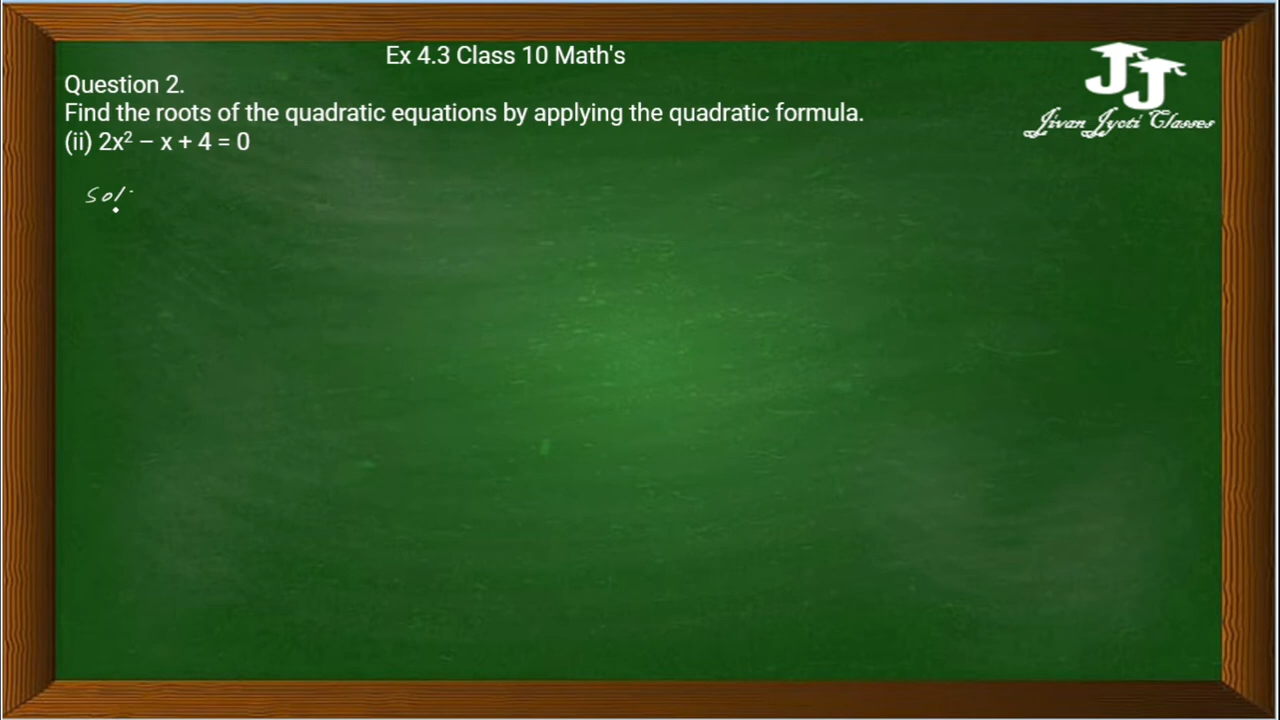 Ex 4.3 Class 10 Math's
Question 2.
Find the roots of the quadratic equations by applying the quadratic formula.
(ii) 2x² – x + 4 = 0
Sol:
JJ
Jivan Jyoti Classes